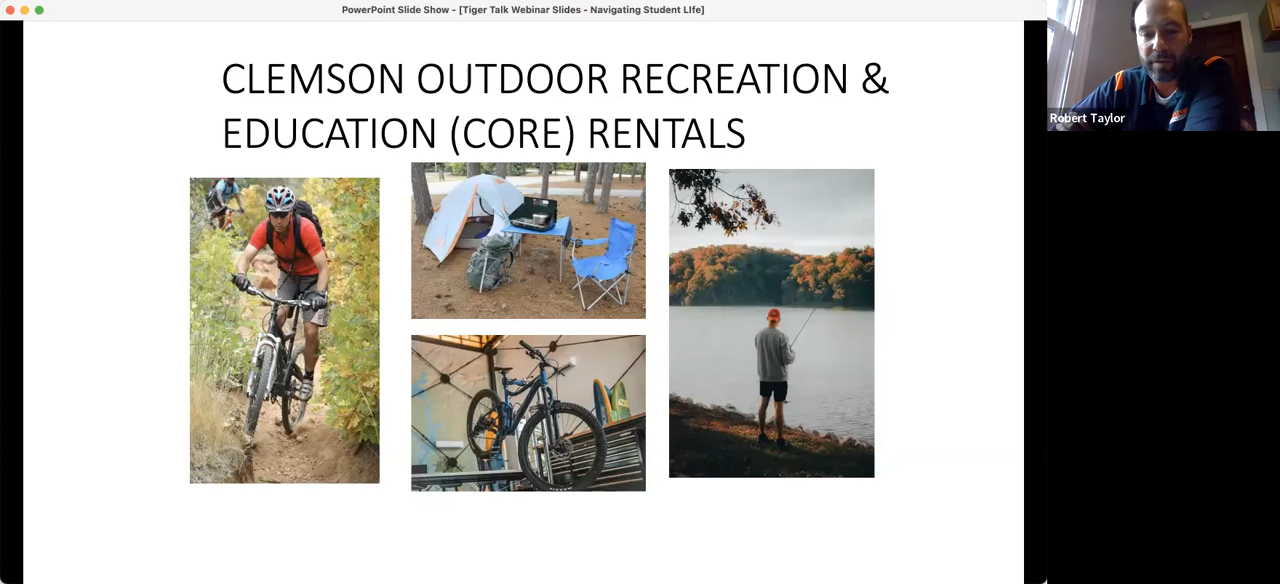 PowerPoint Slide Show - [Tiger Talk Webinar Slides - Navigating Student LIfe]
CLEMSON OUTDOOR RECREATION &
EDUCATION (CORE) RENTALS
Robert Taylor